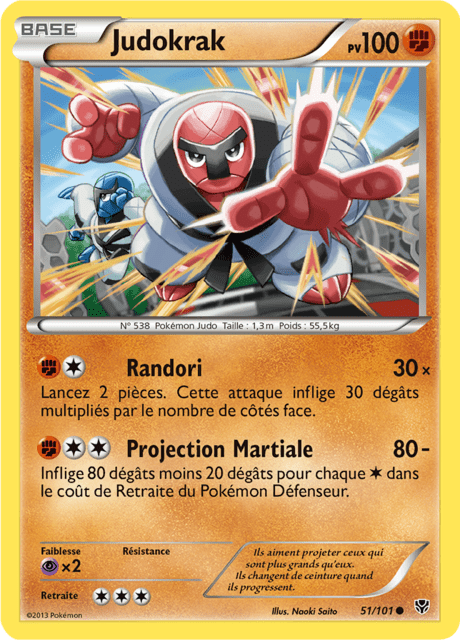 BASE
Judokrak
PV100
N° 538 Pokémon Judo Taille : 1,3m Poids : 55,5kg
Randori 30×
Lancez 2 pièces. Cette attaque inflige 30 dégâts
multipliés par le nombre de côtés face.
Projection Martiale 80-
Inflige 80 dégâts moins 20 dégâts pour chaque ✶ dans
le coût de Retraite du Pokémon Défenseur.
Faiblesse Résistance
×2
Retraite
Ils aiment projeter ceux qui
sont plus grands qu'eux.
Ils changent de ceinture quand
ils progressent.
©2013 Pokémon
Illus. Naoki Saito 51/101 ●